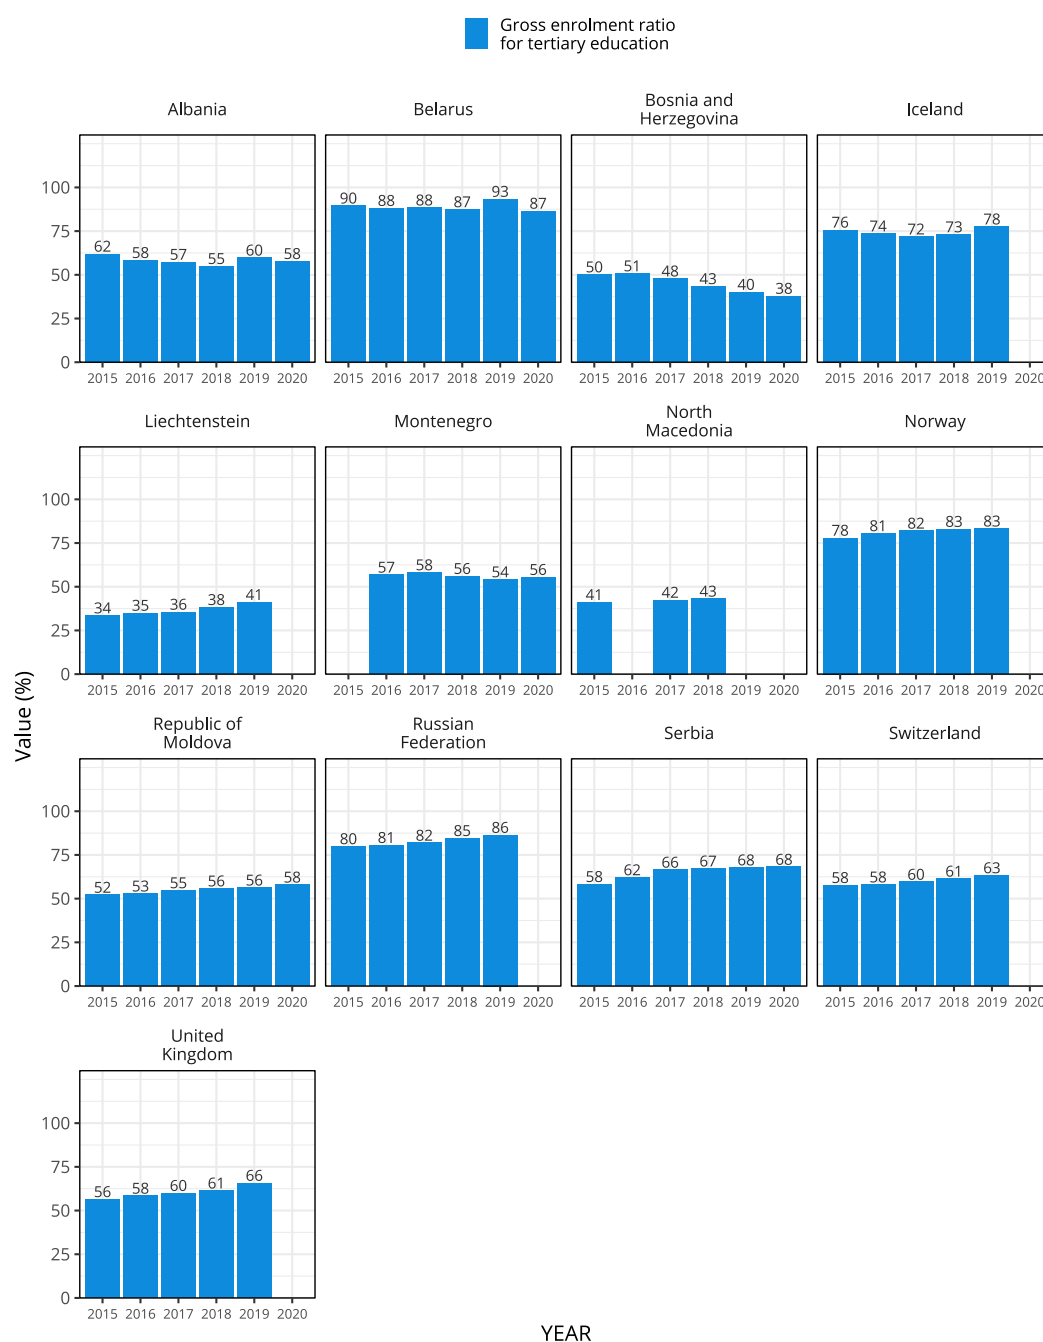 Gross enrolment ratio
for tertiary education
Albania
Belarus
Bosnia and
Herzegovina
Iceland
100
75
50
25
0
62 58 57 55 60 58
90 88 88 87 93 87
50 51 48 43 40 38
76 74 72 73 78
2015 2016 2017 2018 2019 2020
2015 2016 2017 2018 2019 2020
2015 2016 2017 2018 2019 2020
2015 2016 2017 2018 2019 2020
Liechtenstein
Montenegro
North
Macedonia
Norway
100
75
50
25
0
34 35 36 38 41
57 58 56 54 56
41 42 43
78 81 82 83 83
2015 2016 2017 2018 2019 2020
2015 2016 2017 2018 2019 2020
2015 2016 2017 2018 2019 2020
2015 2016 2017 2018 2019 2020
Value (%)
Republic of
Moldova
Russian
Federation
Serbia
Switzerland
100
75
50
25
0
52 53 55 56 56 58
80 81 82 85 86
58 62 66 67 68 68
58 58 60 61 63
2015 2016 2017 2018 2019 2020
2015 2016 2017 2018 2019 2020
2015 2016 2017 2018 2019 2020
2015 2016 2017 2018 2019 2020
United
Kingdom
100
75
50
25
0
56 58 60 61 66
2015 2016 2017 2018 2019 2020
YEAR